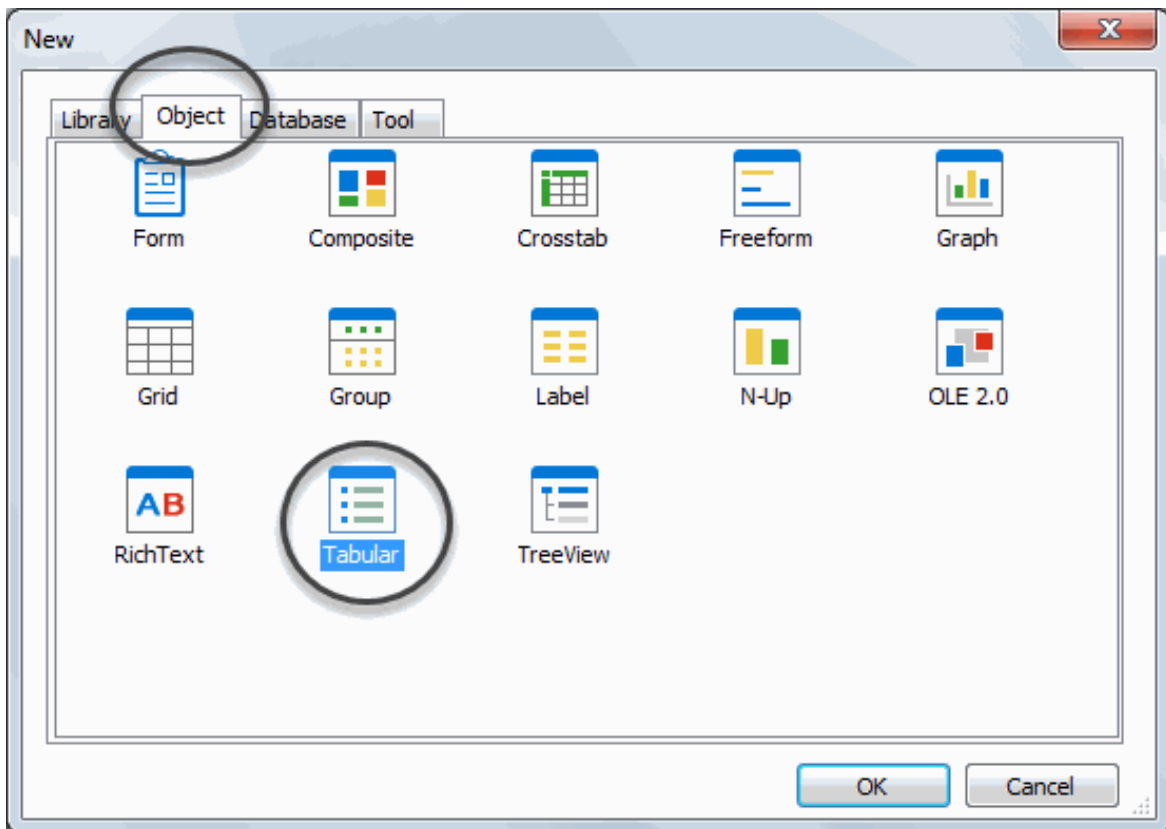 New
Library Object Database Tool
Form Composite Crosstab Freeform Graph
Grid Group Label N-Up OLE 2.0
AB
RichText Tabular TreeView
OK Cancel